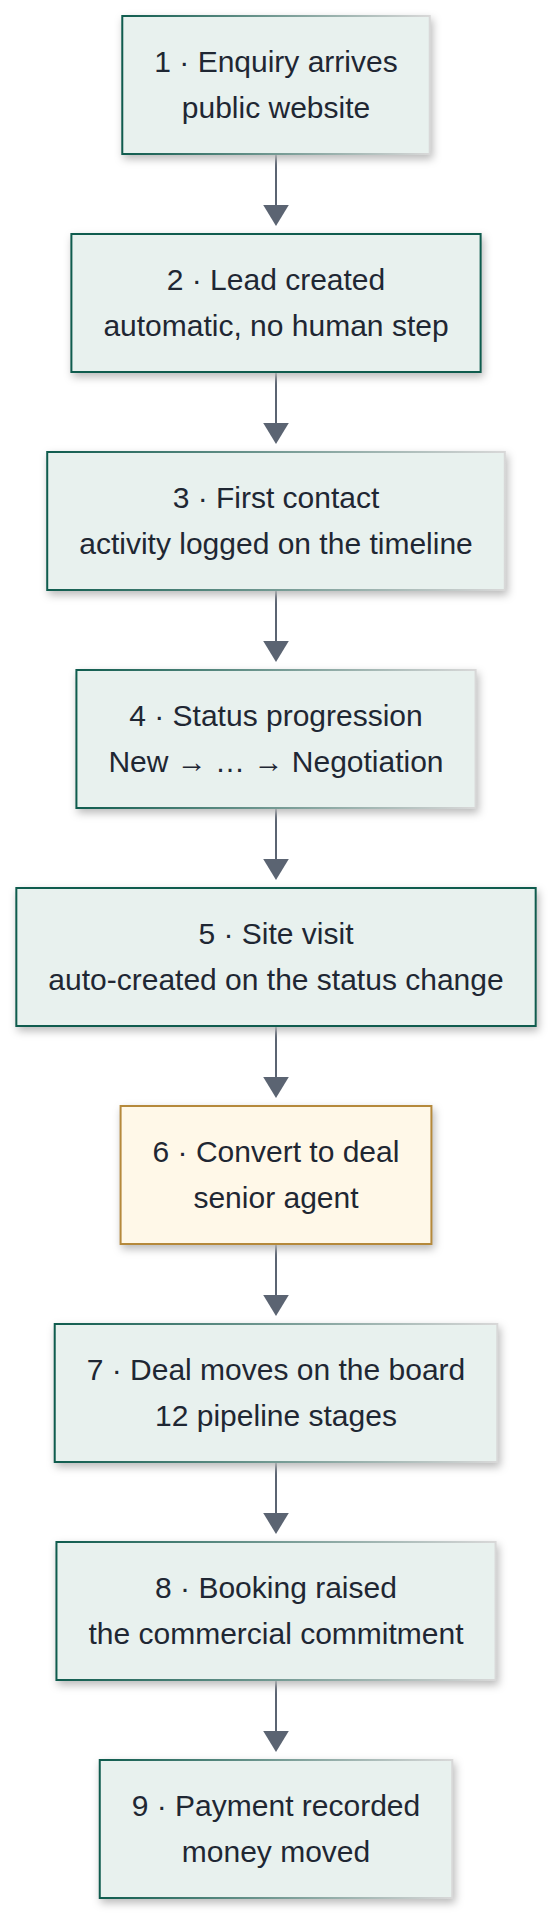 1 · Enquiry arrives
public website
2 · Lead created
automatic, no human step
3 · First contact
activity logged on the timeline
4 · Status progression
New → … → Negotiation
5 · Site visit
auto-created on the status change
6 · Convert to deal
senior agent
7 · Deal moves on the board
12 pipeline stages
8 · Booking raised
the commercial commitment
9 · Payment recorded
money moved